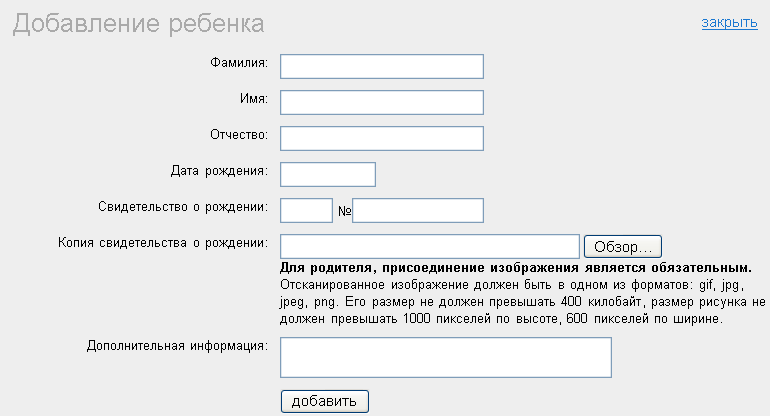 Добавление ребенка
закрыть
Фамилия:
Имя:
Отчество:
Дата рождения:
Свидетельство о рождении:
№
Копия свидетельства о рождении:
Обзор...
Для родителя, присоединение изображения является обязательным.
Отсканированное изображение должен быть в одном из форматов: gif, jpg,
jpeg, png. Его размер не должен превышать 400 килобайт, размер рисунка не
должен превышать 1000 пикселей по высоте, 600 пикселей по ширине.
Дополнительная информация:
добавить